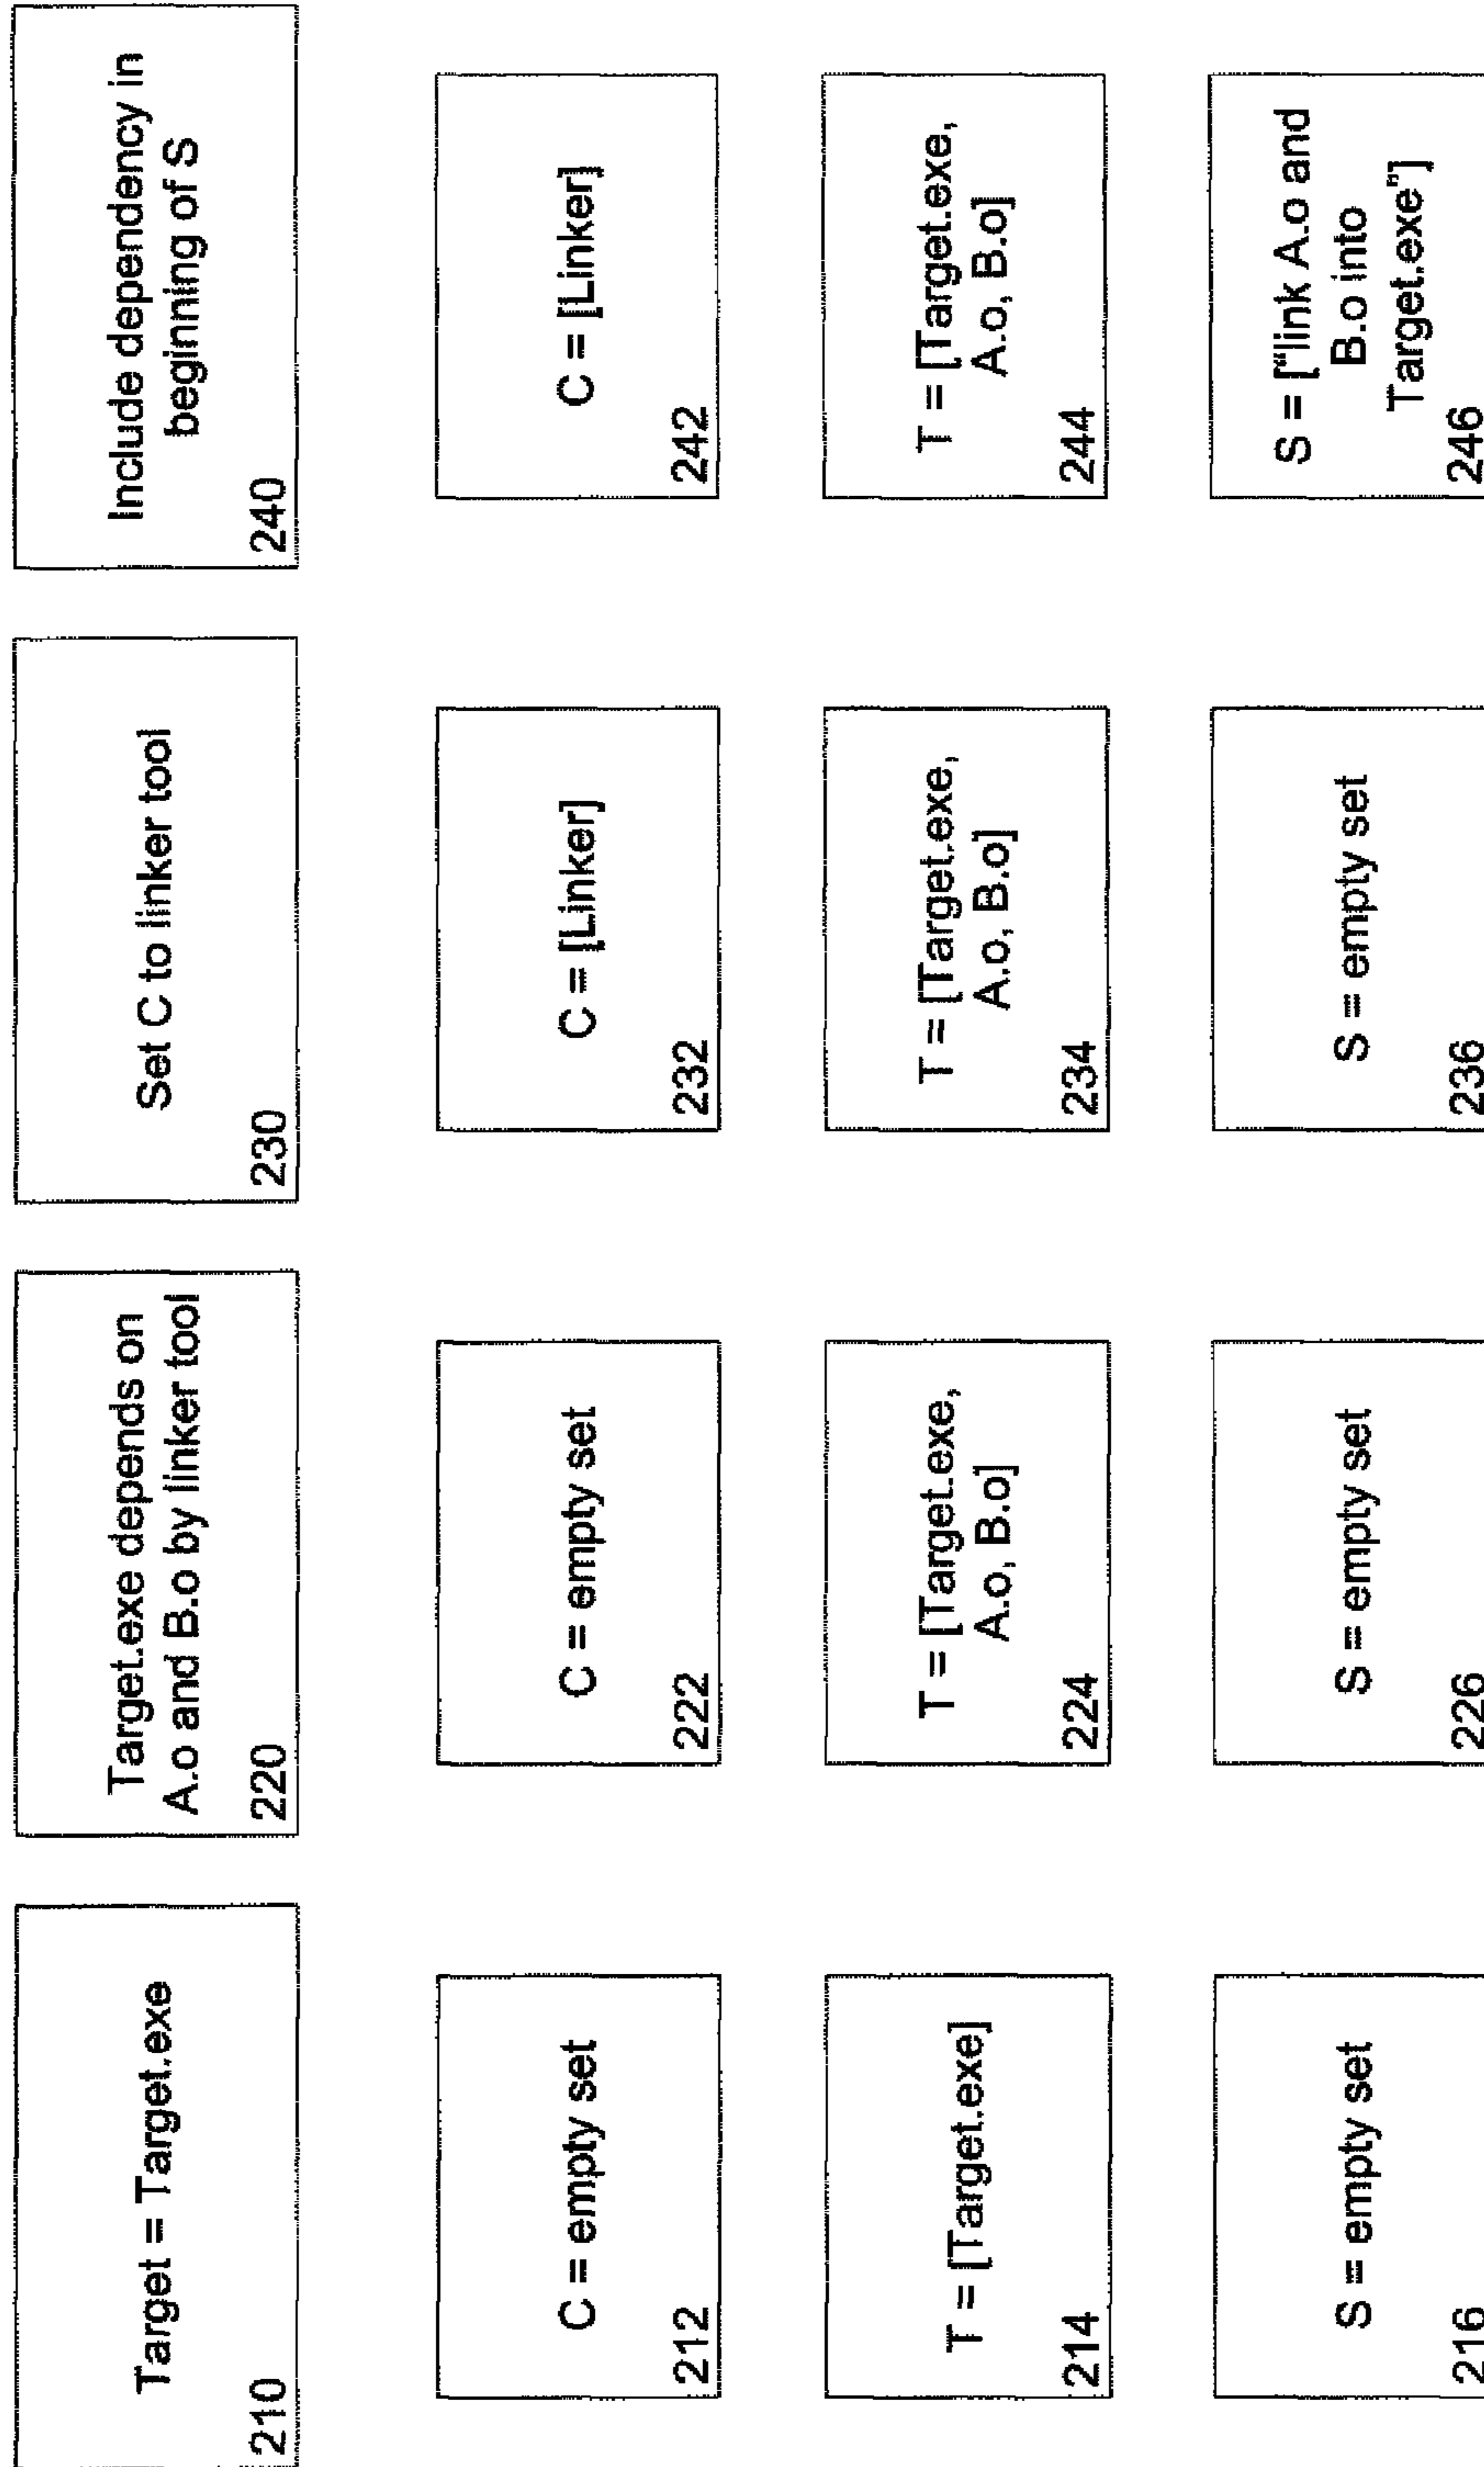 Target = Target.exe
210
Target.exe depends on
A.o and B.o by linker tool
220
Set C to linker tool
230
Include dependency in
beginning of S
240
C = empty set
212
C = empty set
222
C = [Linker]
232
C = [Linker]
242
T = [Target.exe]
214
T = [Target.exe,
A.o, B.o]
224
T = [Target.exe,
A.o, B.o]
234
T = [Target.exe,
A.o, B.o]
244
S = empty set
216
S = empty set
226
S = empty set
236
S = ["link A.o and
B.o into
Target.exe"]
246